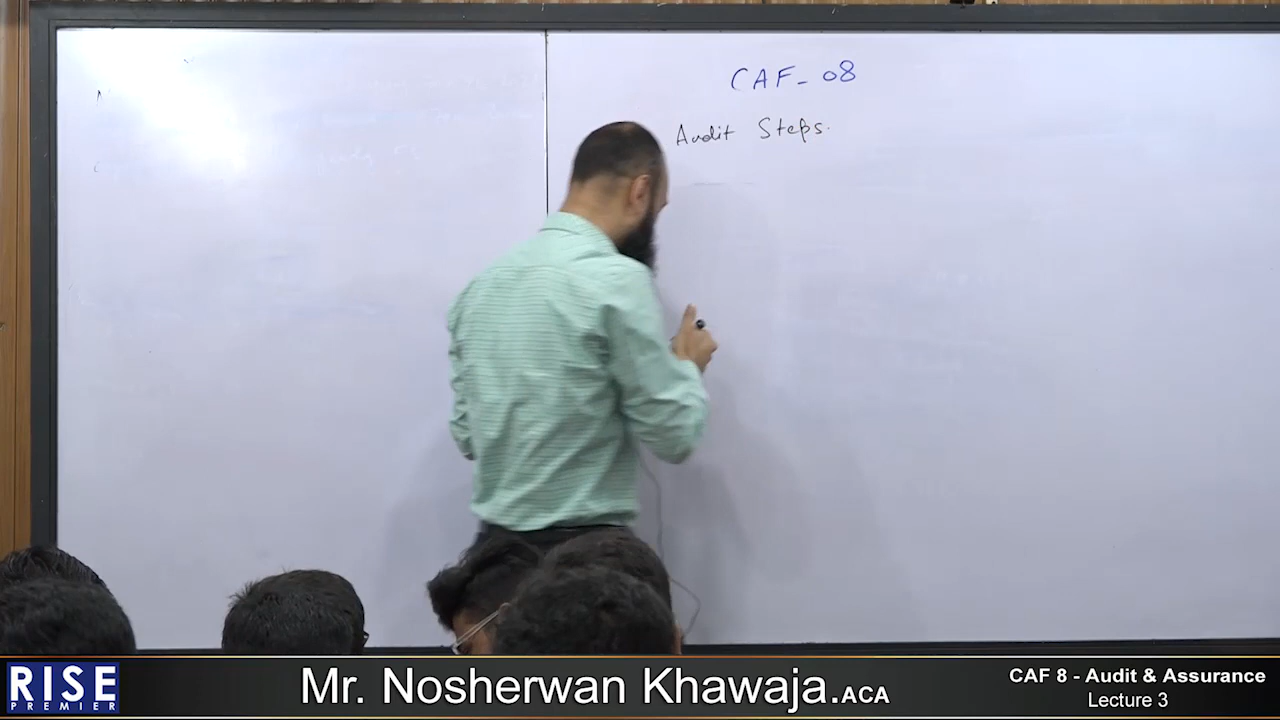 CAF - 08
Audit Steps.
RISE
PREMIER
Mr. Nosherwan Khawaja.ACA
CAF 8 - Audit & Assurance
Lecture 3